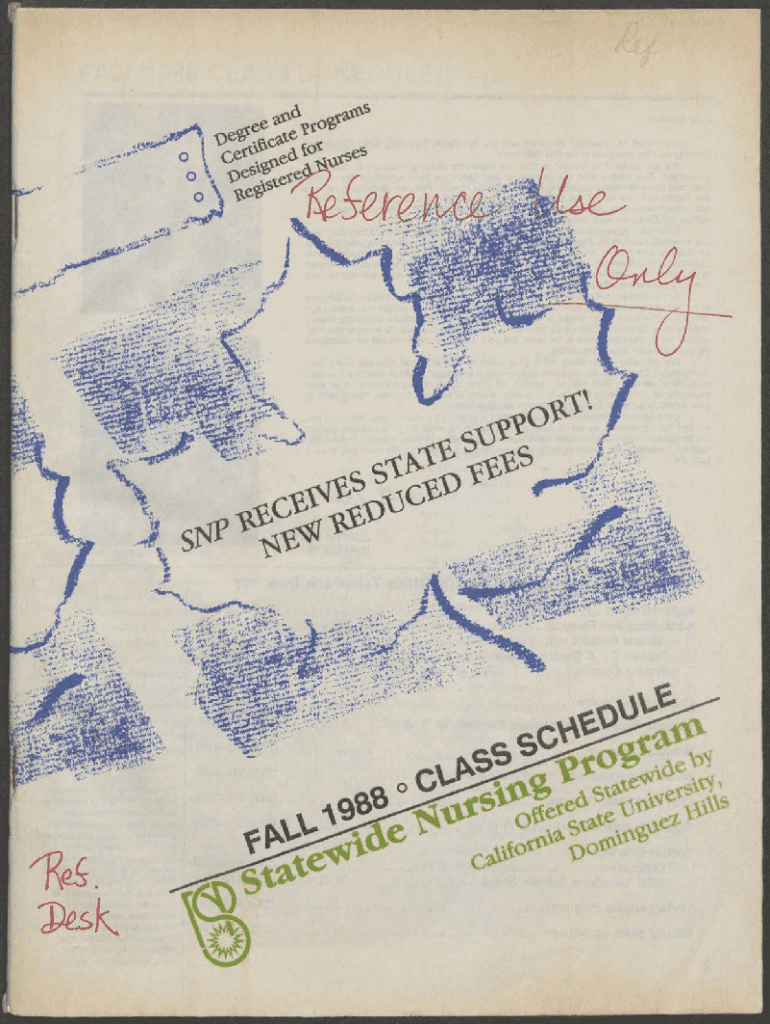 Ref
Degree and
Certificate Programs
Designed for
Registered Nurses
Reference Use
Only
SNP RECEIVES STATE SUPPORT!
NEW REDUCED FEES
FALL 1988 ° CLASS SCHEDULE
Statewide Nursing Program
Offered Statewide by
California State University,
Dominguez Hills
Ref.
Desk